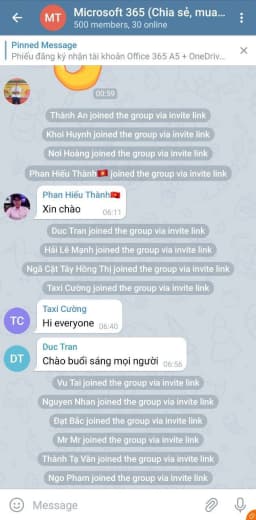 MT
Microsoft 365 (Chia sẻ, mua...
500 members, 30 online
Pinned Message
Phiếu đăng ký nhận tài khoản Office 365 A5 + OneDriv...
00:59
Thành An joined the group via invite link
Khoi Huynh joined the group via invite link
Noi Hoàng joined the group via invite link
Phan Hiếu Thành🇻🇳 joined the group via invite link
Phan Hiếu Thành🇻🇳
Xin chào
06:11
Duc Tran joined the group via invite link
Hải Lê Mạnh joined the group via invite link
Ngã Cật Tây Hồng Thị joined the group via invite link
Taxi Cường joined the group via invite link
Taxi Cường
TC
Hi everyone 06:40
Duc Tran
DT
Chào buổi sáng mọi người 06:56
Vu Tai joined the group via invite link
Nguyen Nhan joined the group via invite link
Đạt Bắc joined the group via invite link
Mr Mr joined the group via invite link
Thành Tạ Văn joined the group via invite link
Ngo Pham joined the group via invite link
Message